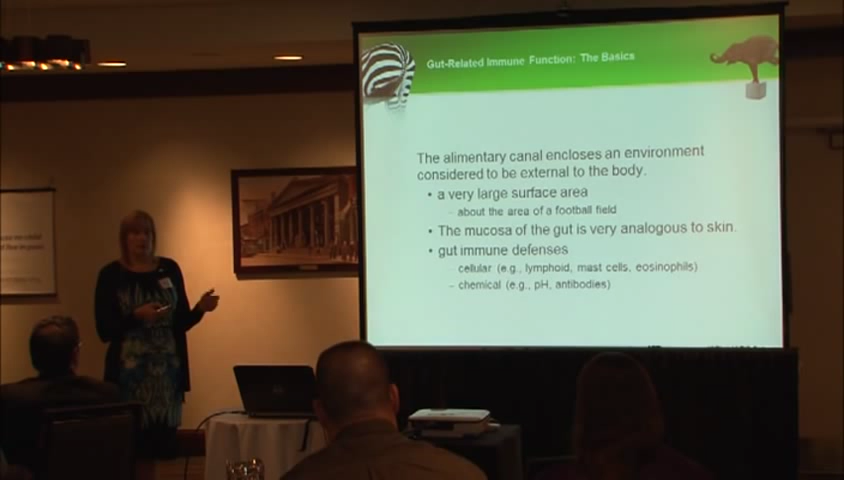 Gut-Related Immune Function: The Basics
The alimentary canal encloses an environment
considered to be external to the body.
• a very large surface area
– about the area of a football field
• The mucosa of the gut is very analogous to skin.
• gut immune defenses
– cellular (e.g., lymphoid, mast cells, eosinophils)
– chemical (e.g., pH, antibodies)